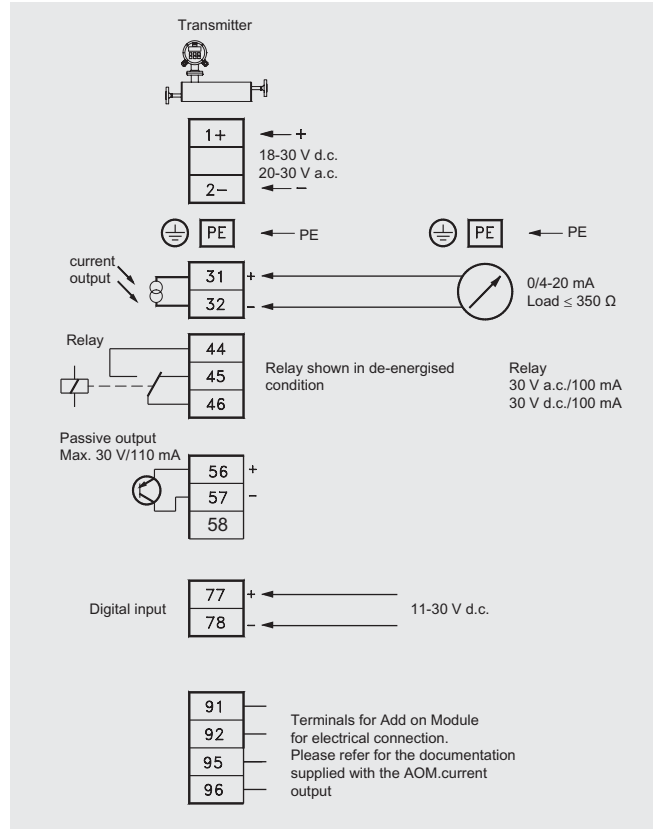 Transmitter
1+
+
18-30 V d.c.
20-30 V a.c.
2-
-
PE
PE
PE
PE
current
output
31
+
32
-
0/4-20 mA
Load ≤ 350 Ω
Relay
44
45
46
Relay shown in de-energised
condition
Relay
30 V a.c./100 mA
30 V d.c./100 mA
Passive output
Max. 30 V/110 mA
56
+
57
-
58
Digital input
77
+
78
-
11-30 V d.c.
91
92
95
96
Terminals for Add on Module
for electrical connection.
Please refer for the documentation
supplied with the AOM.current
output